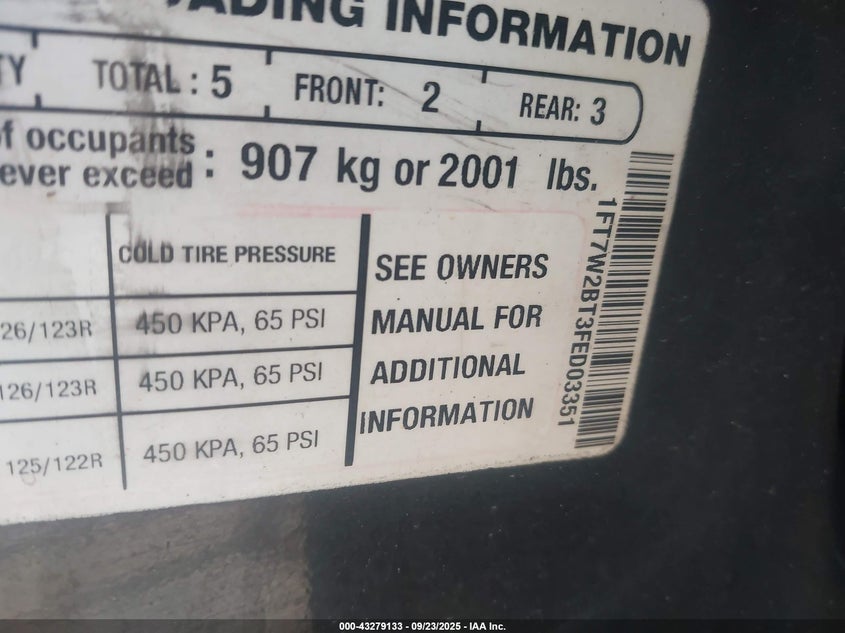 LOADING INFORMATION
TOTAL : 5 FRONT: 2 REAR: 3
of occupants
ever exceed : 907 kg or 2001 lbs.
COLD TIRE PRESSURE
26/123R 450 KPA, 65 PSI
126/123R 450 KPA, 65 PSI
125/122R 450 KPA, 65 PSI
SEE OWNERS
MANUAL FOR
ADDITIONAL
INFORMATION
1FT7W2BT3FED03351
000-43279133 - 09/23/2025 - IAA Inc.